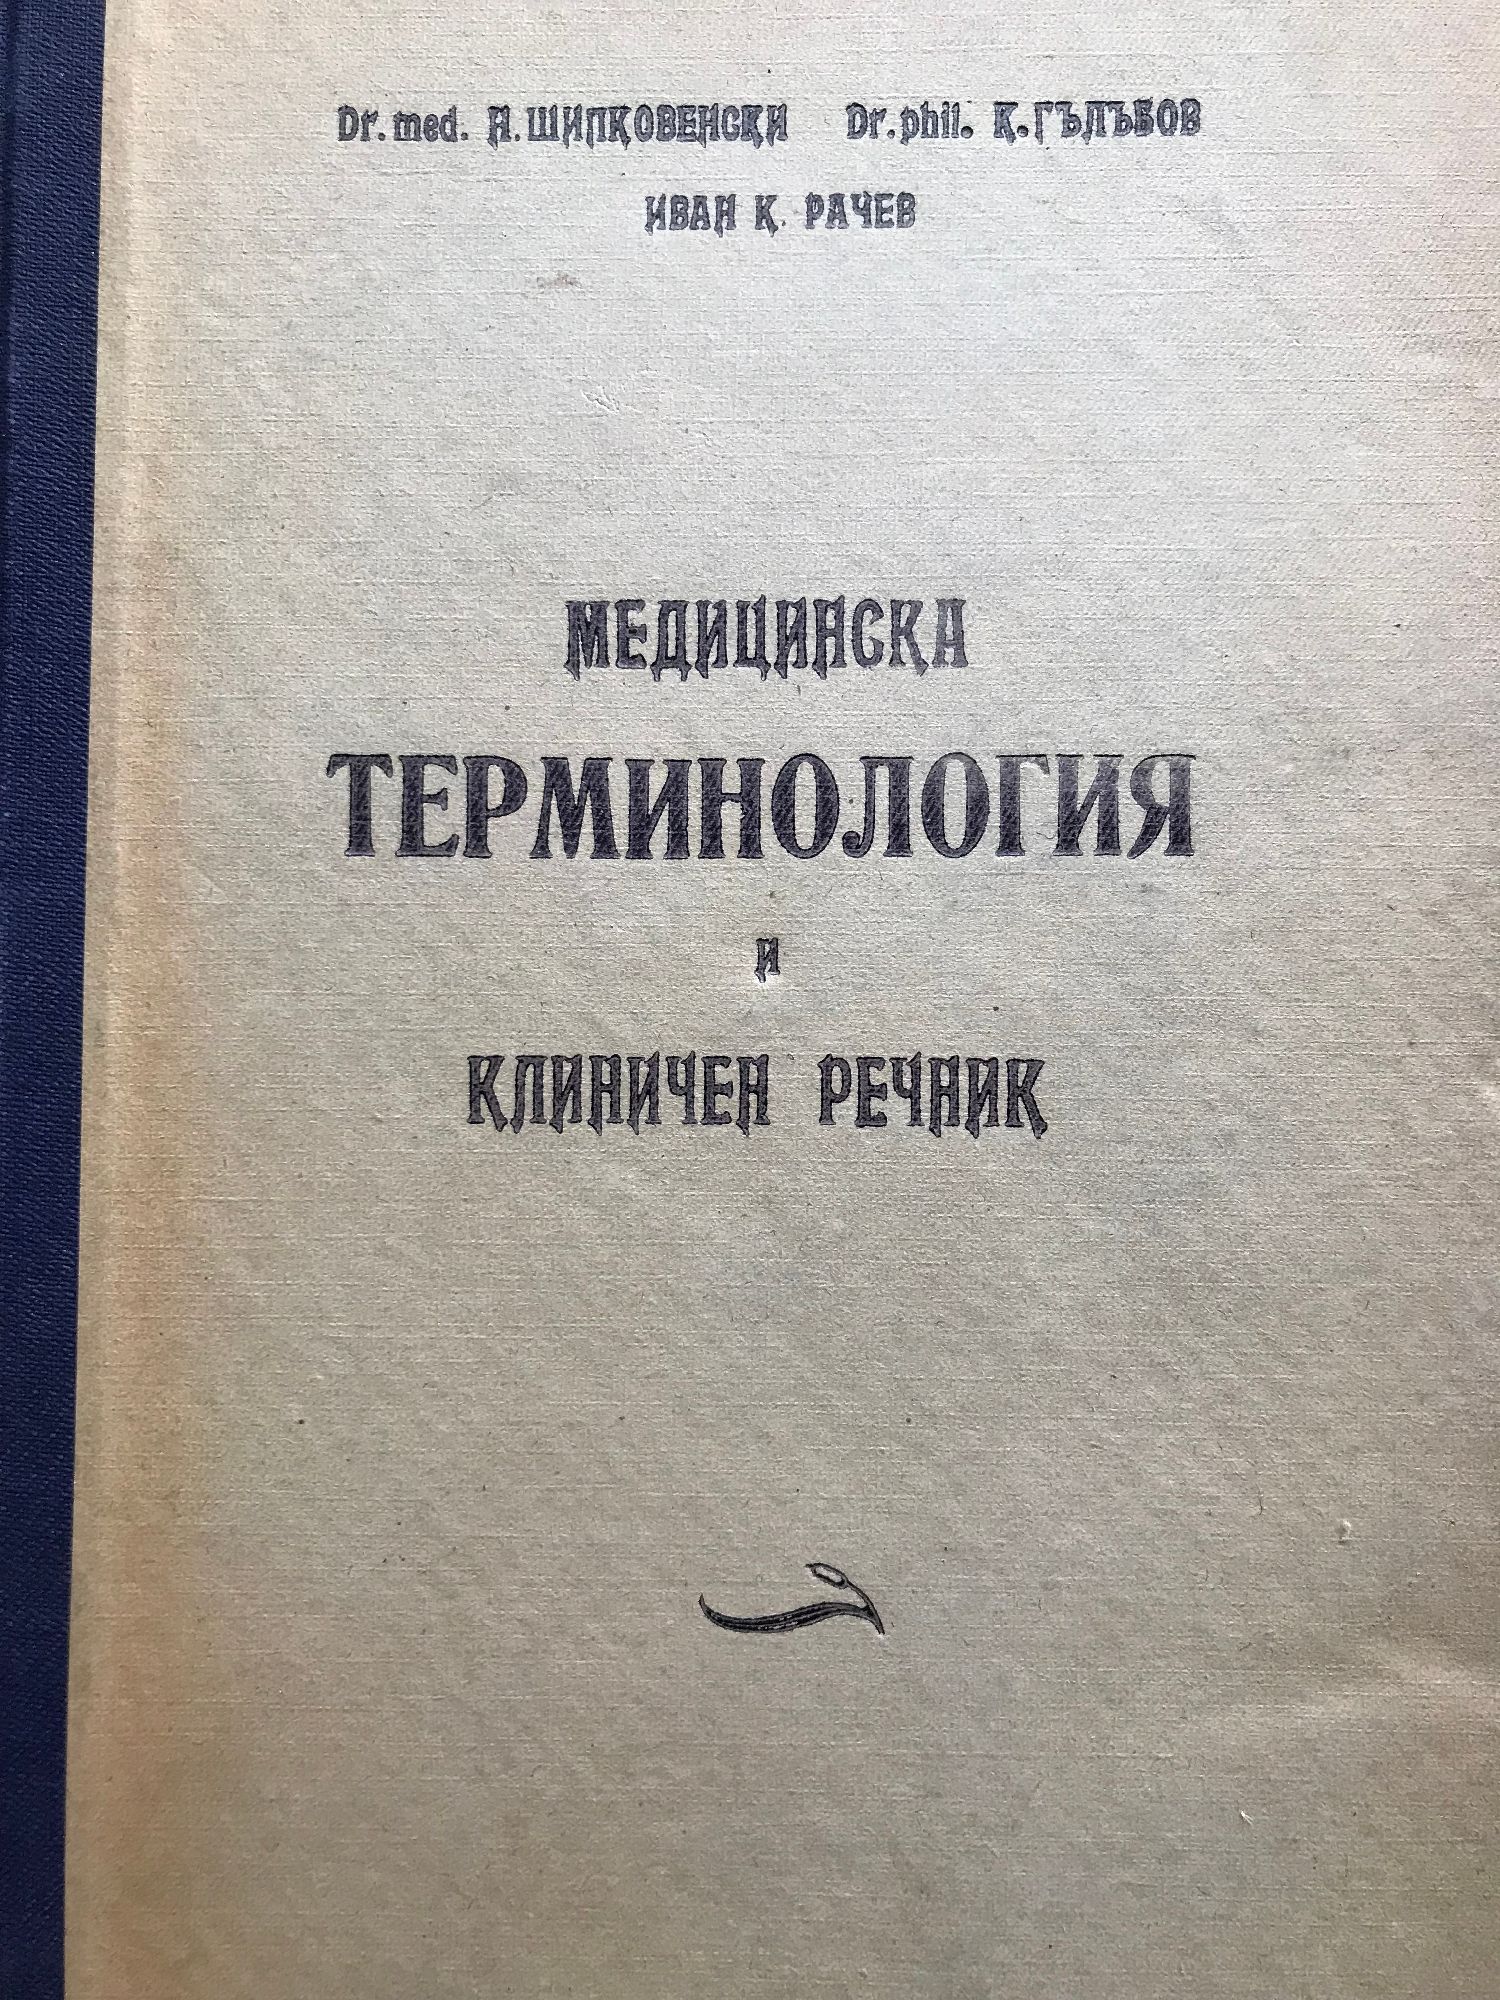 Dr. med. Н. ШИПКОВЕНСКИ Dr. phil. К. ГЪЛЪБОВ
ИВАН К. РАЧЕВ
МЕДИЦИНСКА
ТЕРМИНОЛОГИЯ
И
КЛИНИЧЕН РЕЧНИК